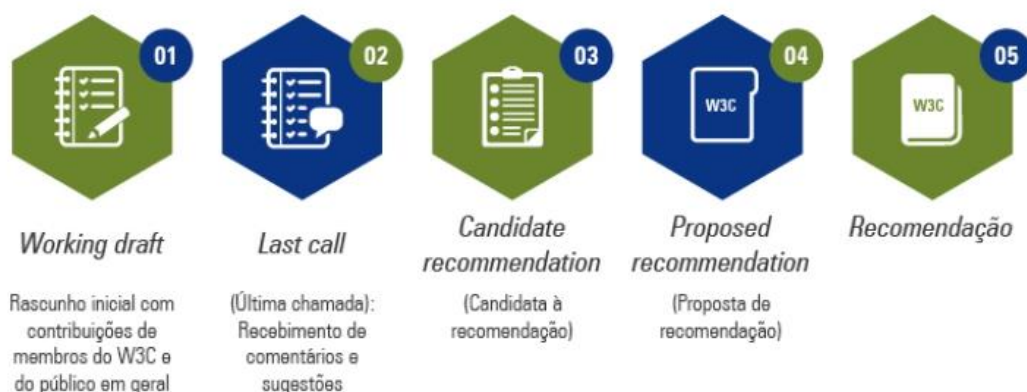 01
02
03
04
05
W3C
W3C
Working draft
Rascunho inicial com
contribuições de
membros do W3C e
do público em geral
Last call
(Última chamada):
Recebimento de
comentários e
sugestões
Candidate
recommendation
(Candidata à
recomendação)
Proposed
recommendation
(Proposta de
recomendação)
Recomendação